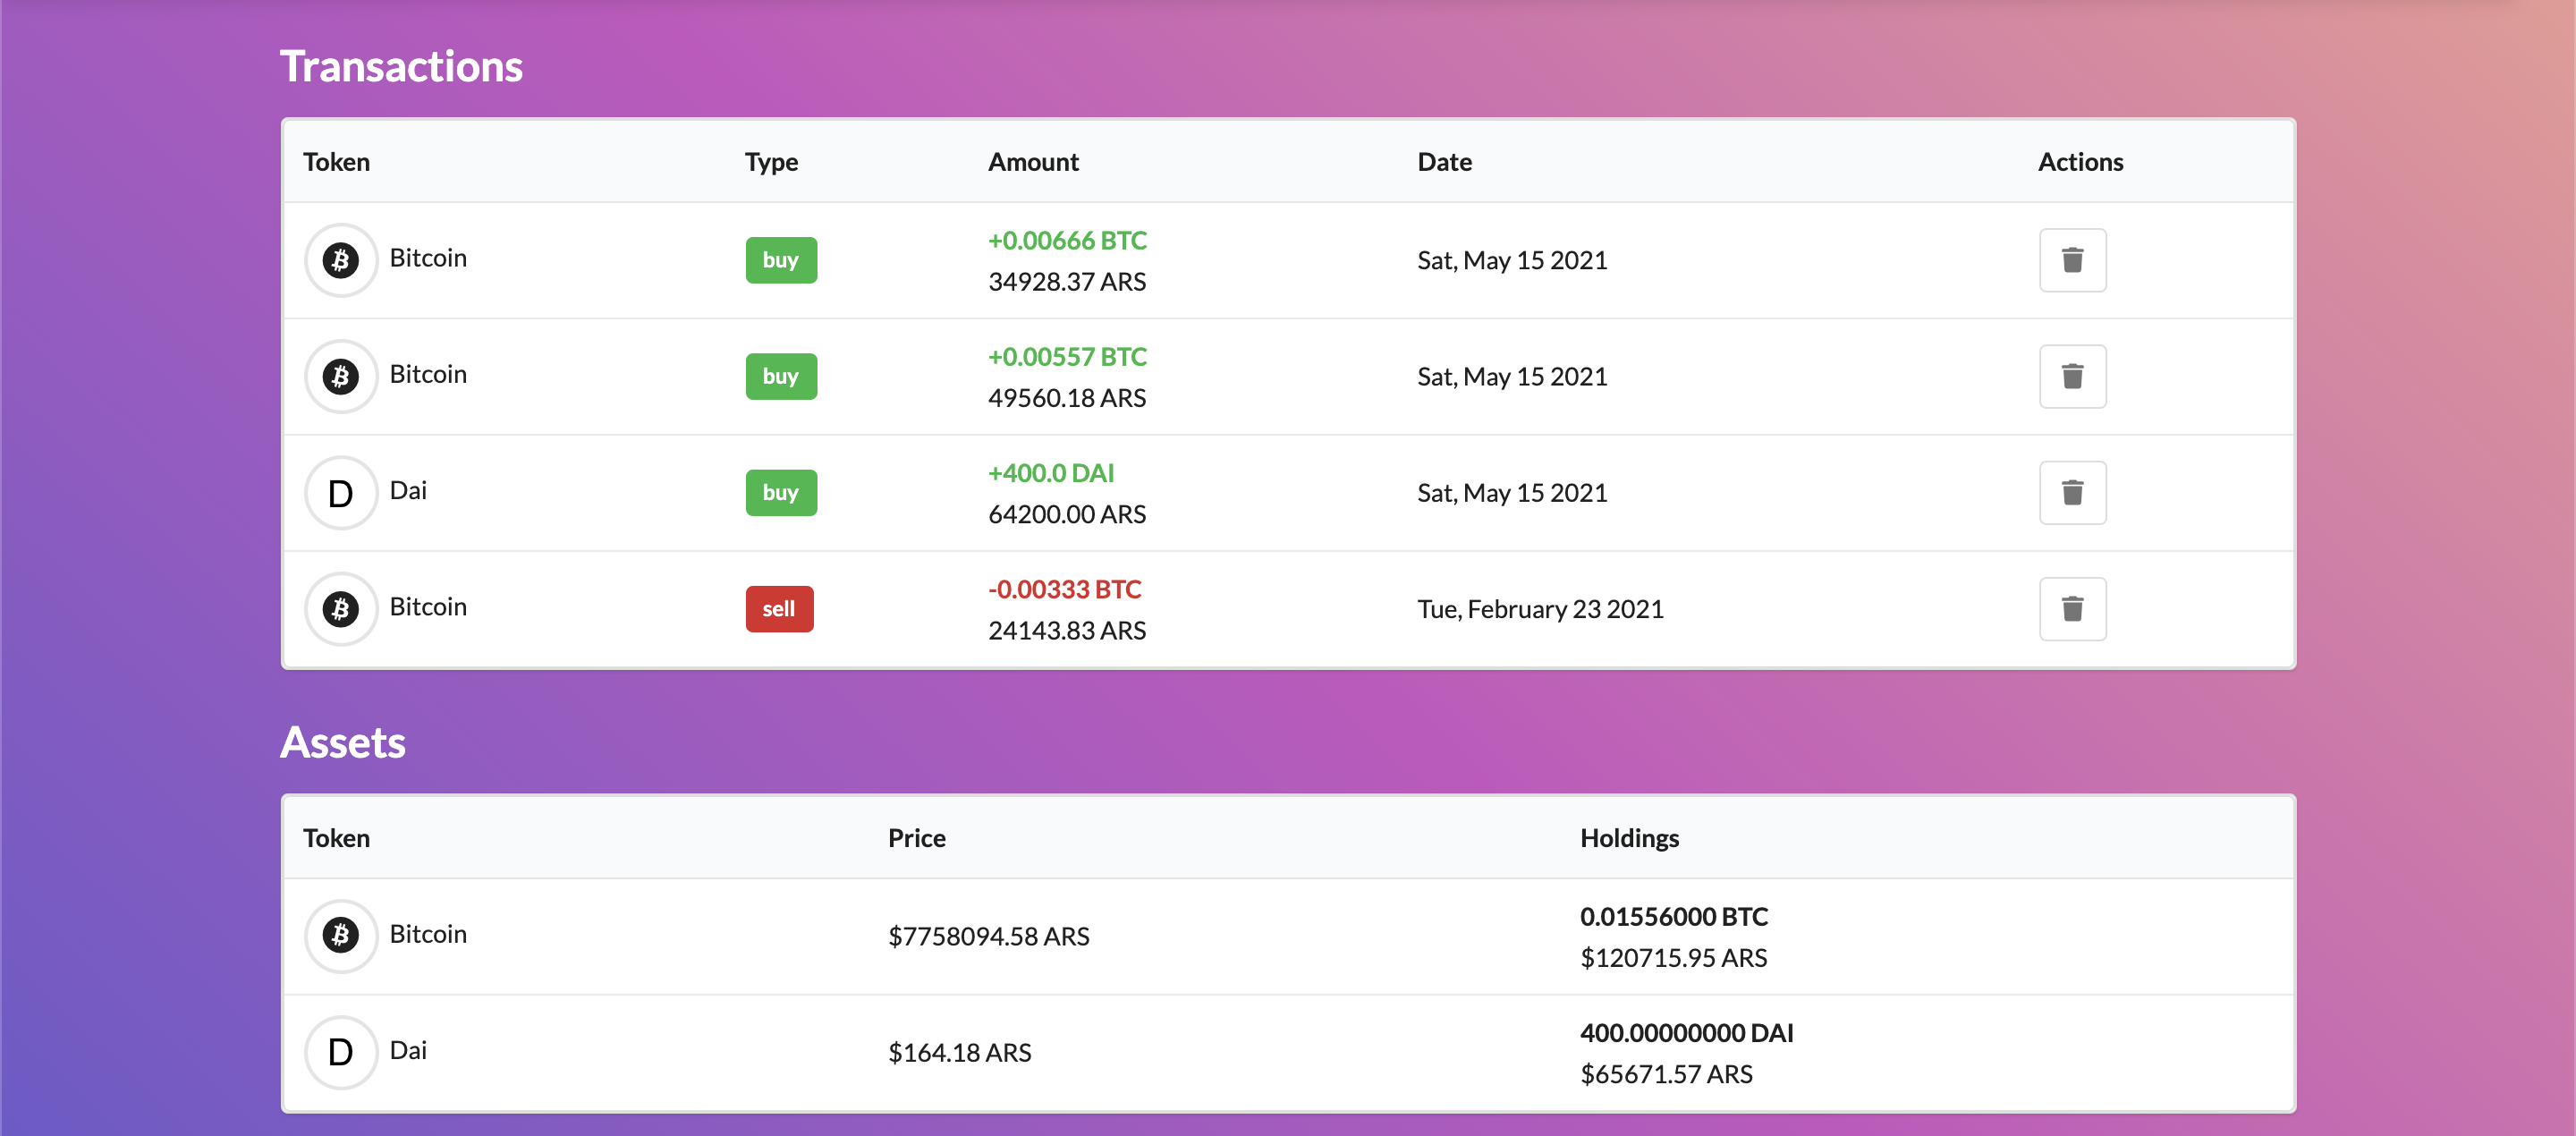 Transactions
Token Type Amount Date Actions
Bitcoin buy +0.00666 BTC 34928.37 ARS Sat, May 15 2021
Bitcoin buy +0.00557 BTC 49560.18 ARS Sat, May 15 2021
D Dai buy +400.0 DAI 64200.00 ARS Sat, May 15 2021
Bitcoin sell -0.00333 BTC 24143.83 ARS Tue, February 23 2021
Assets
Token Price Holdings
Bitcoin $7758094.58 ARS 0.01556000 BTC $120715.95 ARS
D Dai $164.18 ARS 400.00000000 DAI $65671.57 ARS